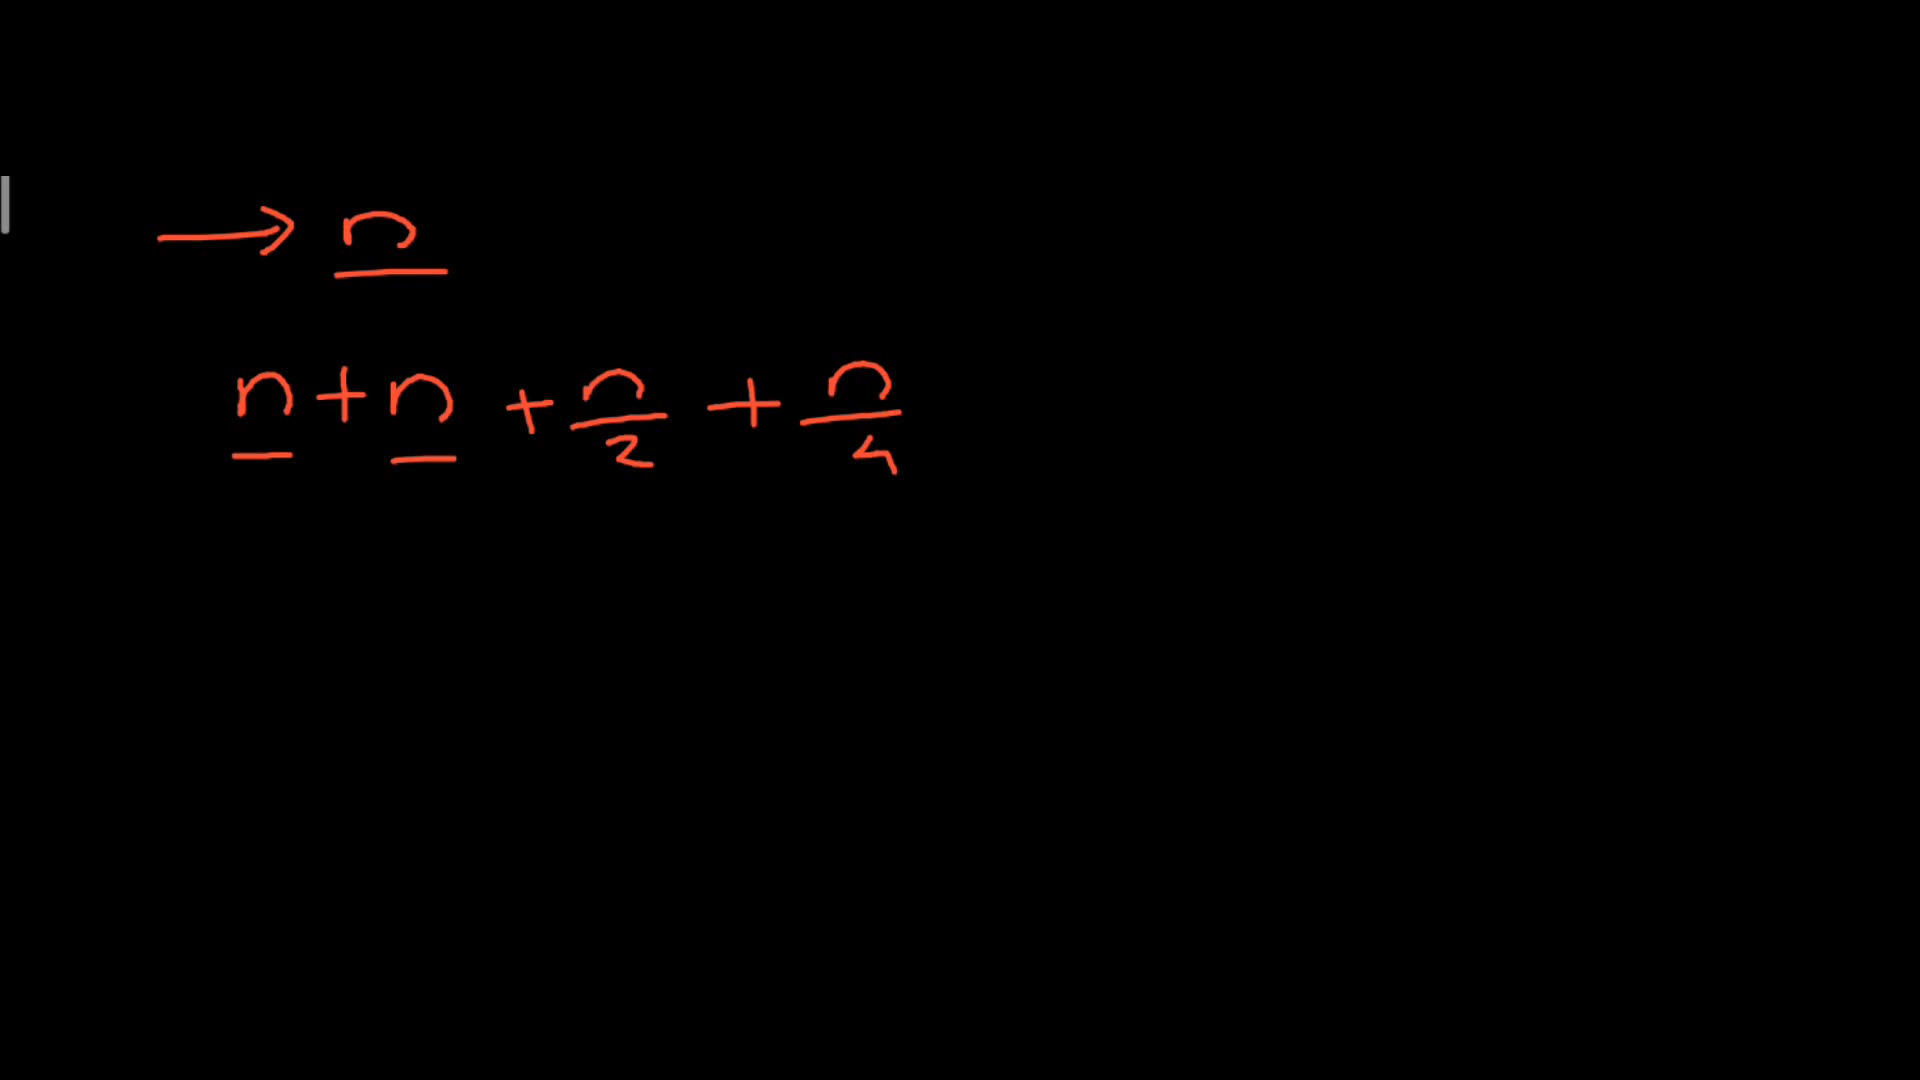 → n
n + n + n/2 + n/4